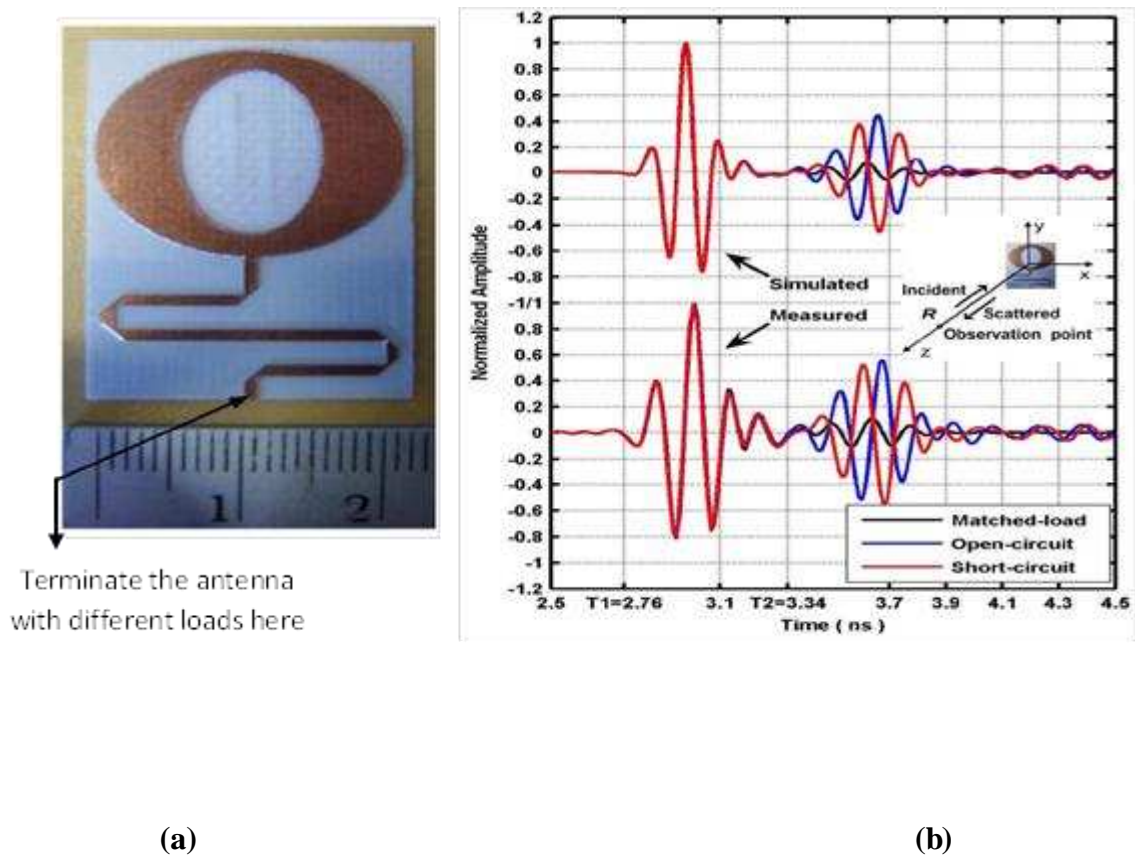 1 2
Terminate the antenna
with different loads here
1.2
1
0.8
0.6
0.4
0.2
0
-0.2
-0.4
-0.6
-0.8
-1/1
0.8
0.6
0.4
0.2
0
-0.2
-0.4
-0.6
-0.8
-1
-1.2
Normalized Amplitude
Simulated
Measured
y
x
Incident
R
Scattered
Observation point
z
Matched-load
Open-circuit
Short-circuit
2.5 T1=2.76 3.1 T2=3.34 3.7 3.9 4.1 4.3 4.5
Time ( ns )
(a) (b)